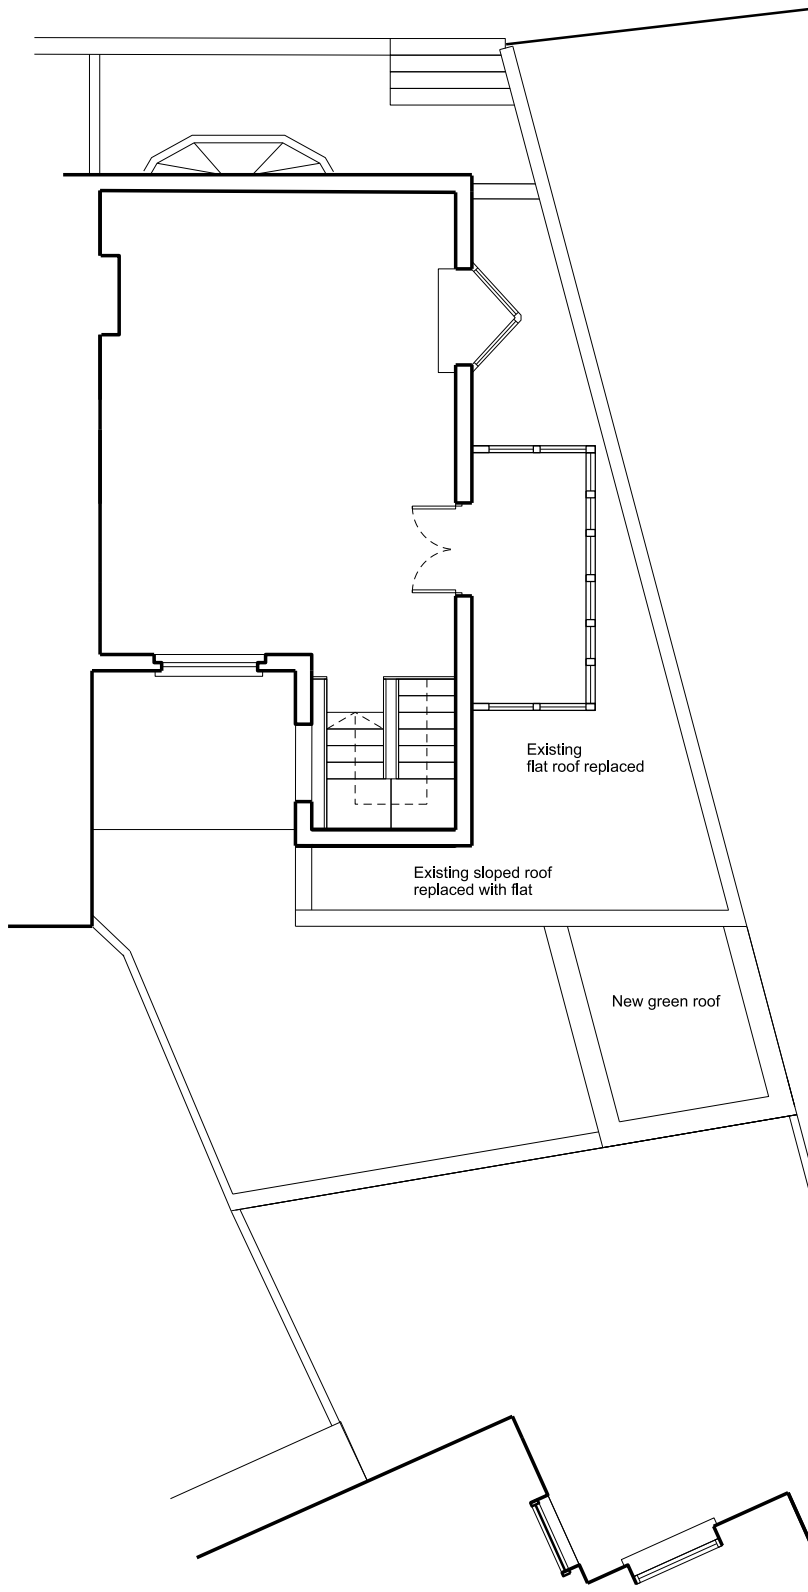 Existing
flat roof replaced
Existing sloped roof
replaced with flat
New green roof